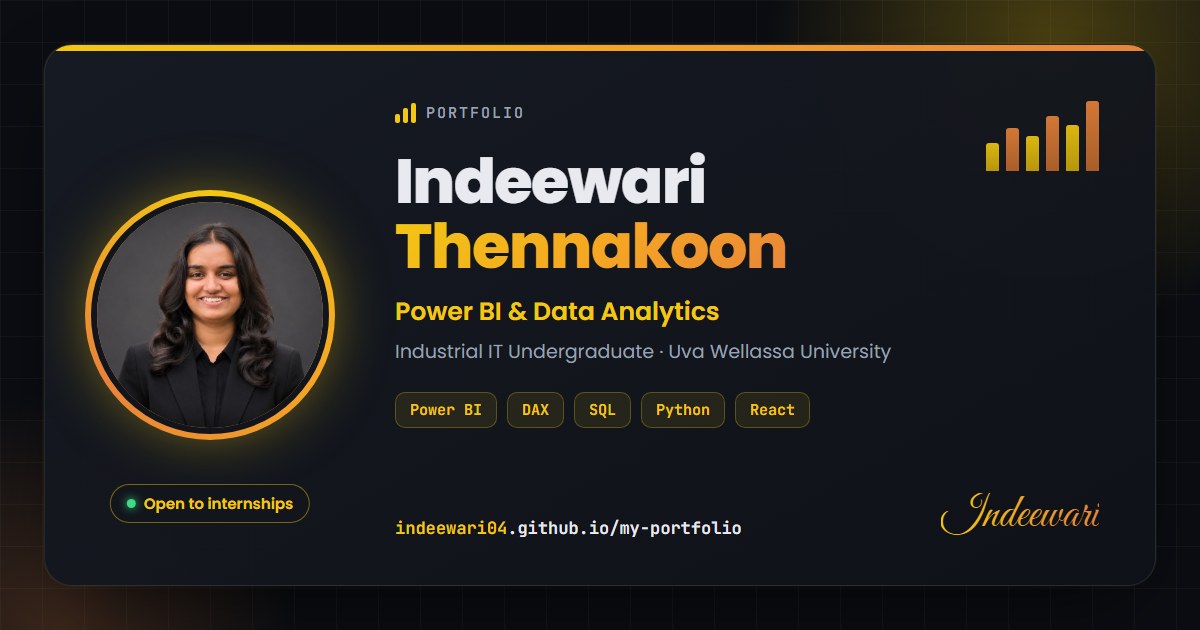 PORTFOLIO
Indeewari
Thennakoon
Power BI & Data Analytics
Industrial IT Undergraduate · Uva Wellassa University
Power BI DAX SQL Python React
Open to internships
indeewari04.github.io/my-portfolio
Indeewari